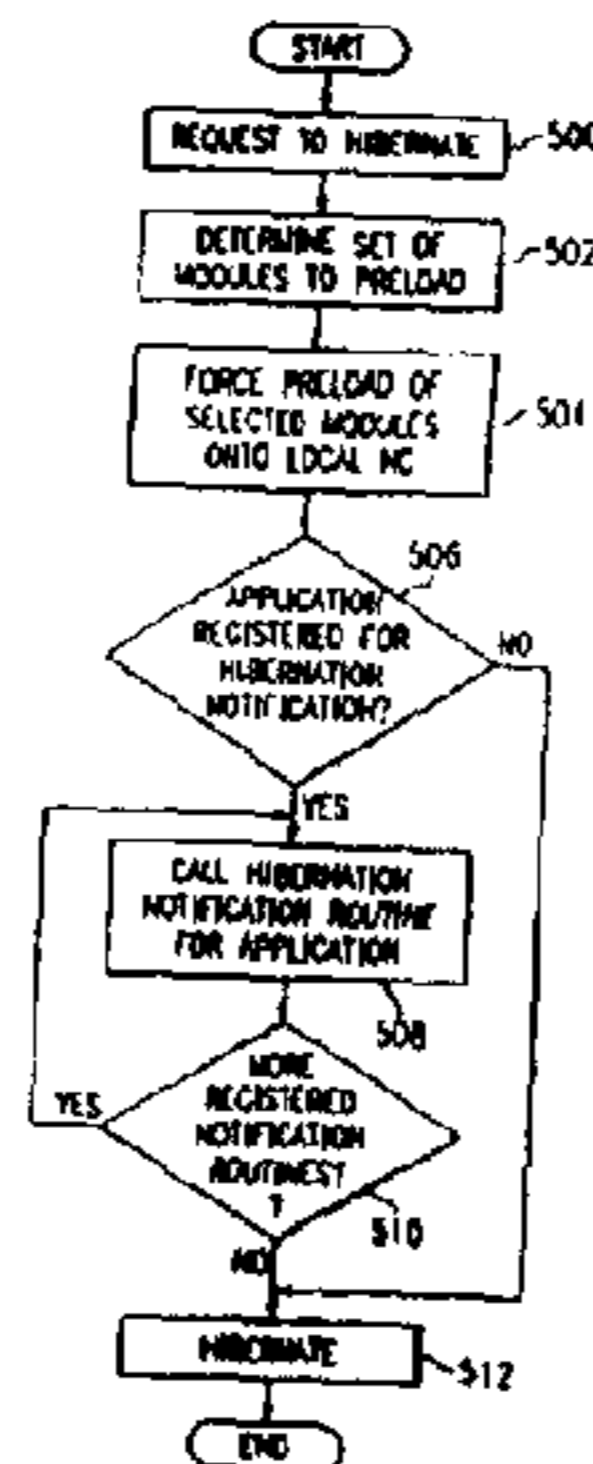 START
REQUEST TO HIBERNATE
500
DETERMINE SET OF
MODULES TO PRELOAD
502
FORCE PRELOAD OF
SELECTED MODULES
ONTO LOCAL NC
504
506
APPLICATION
REGISTERED FOR
HIBERNATION
NOTIFICATION?
NO
YES
CALL HIBERNATION
NOTIFICATION ROUTINE
FOR APPLICATION
508
MORE
REGISTERED
NOTIFICATION
ROUTINES?
?
YES
510
NO
HIBERNATE
512
END